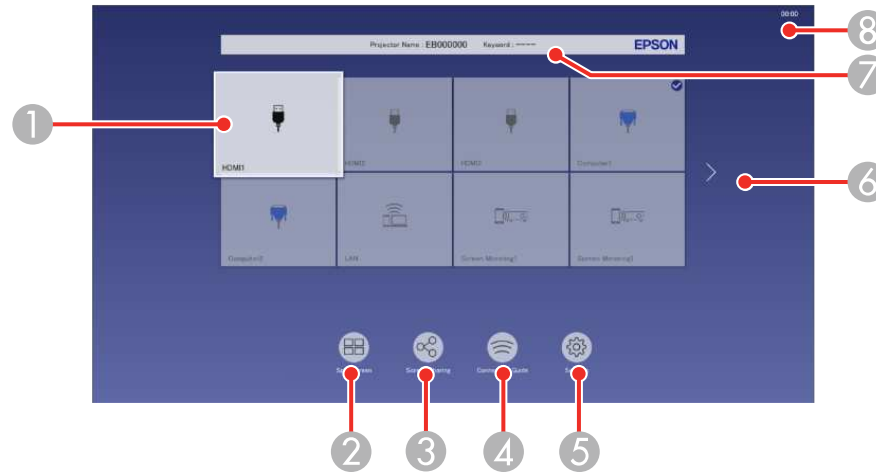 00:00
Projector Name : EB000000 Keyword : ---- EPSON
HDMI1
HDMI2
HDMI3
Computer1
Computer2
LAN
Screen Mirroring1
Screen Mirroring2
1
2
3
4
5
6
7
8